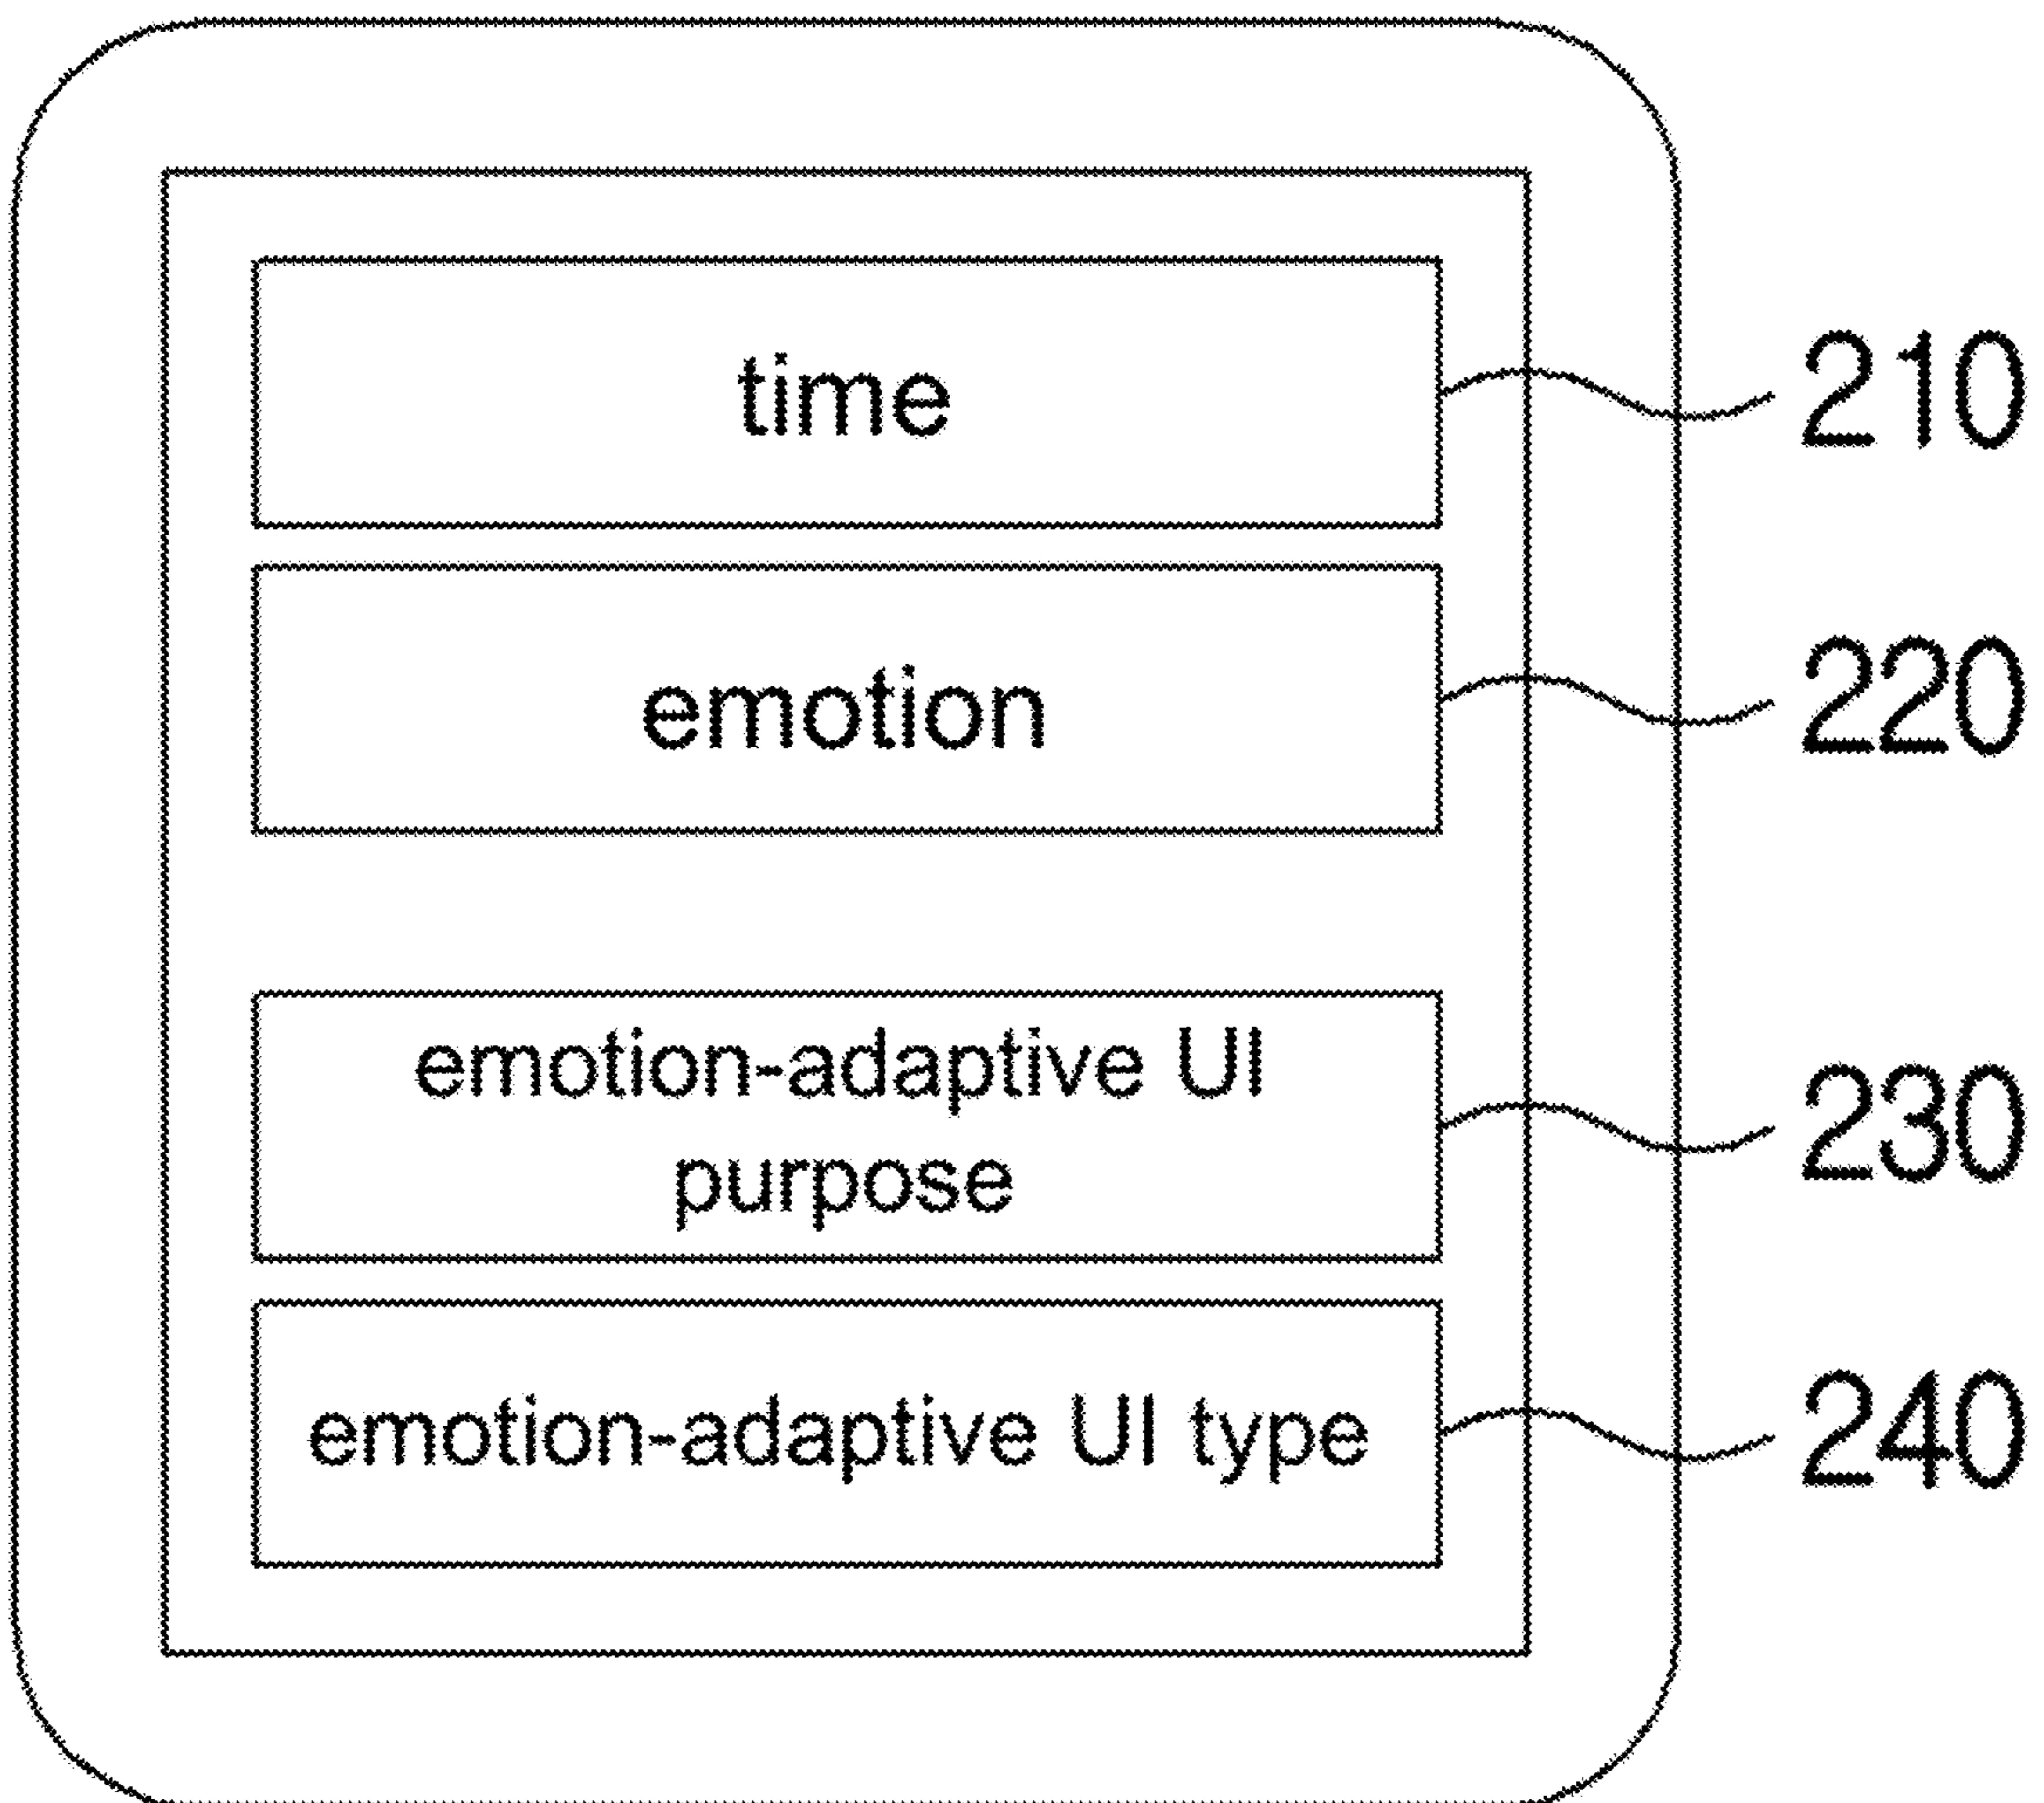 time 210
emotion 220
emotion-adaptive UI
purpose 230
emotion-adaptive UI type 240